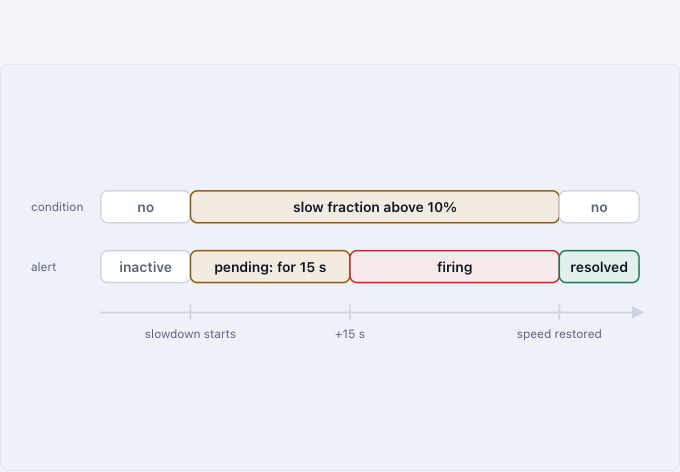 condition
no
slow fraction above 10%
no
alert
inactive
pending: for 15 s
firing
resolved
slowdown starts
+15 s
speed restored